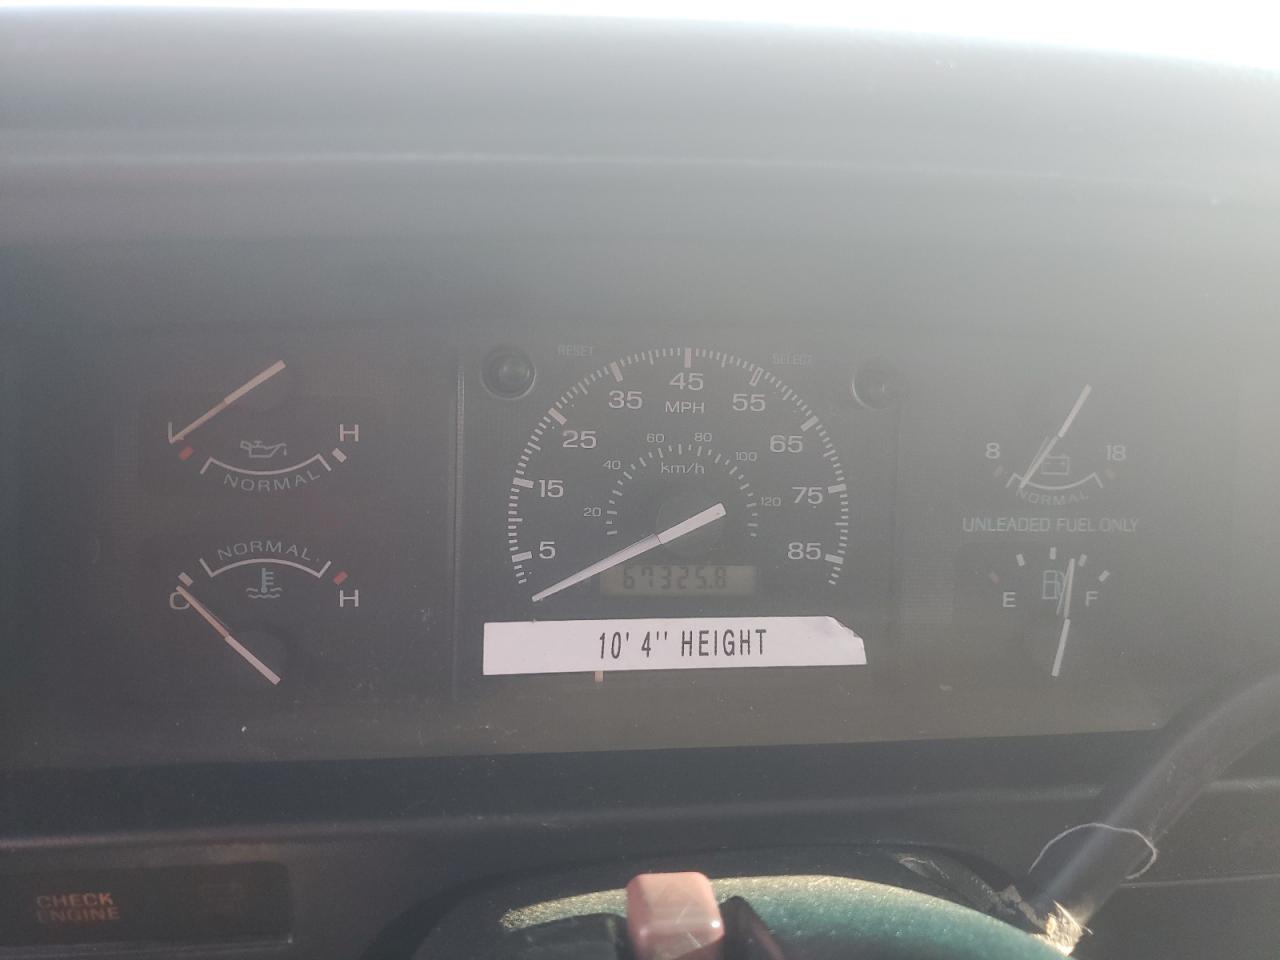 RESET
SELECT
45
35
55
MPH
25
65
60 80
40 100
km/h
15
75
20
120
5
85
67325.8
10' 4" HEIGHT
L
H
NORMAL
NORMAL
C
H
8
18
NORMAL
UNLEADED FUEL ONLY
E
F
CHECK
ENGINE